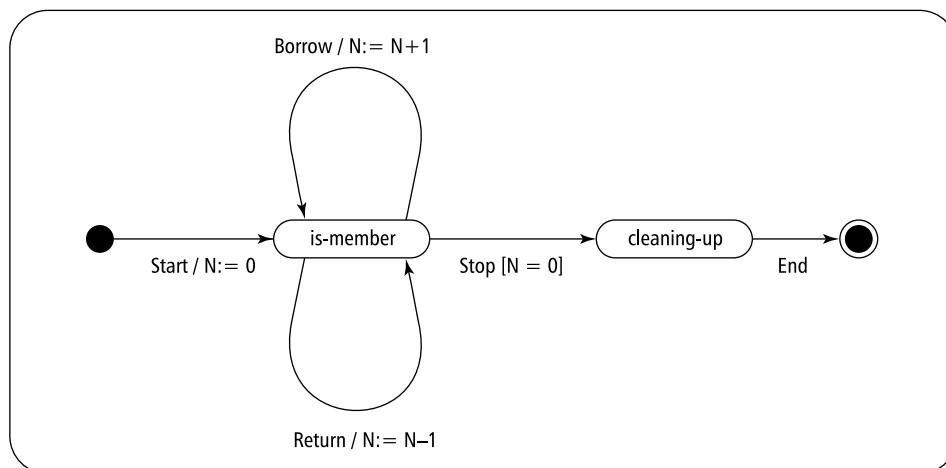 Borrow / N:= N+1
is-member
cleaning-up
Start / N:= 0
Stop [N = 0]
End
Return / N:= N–1